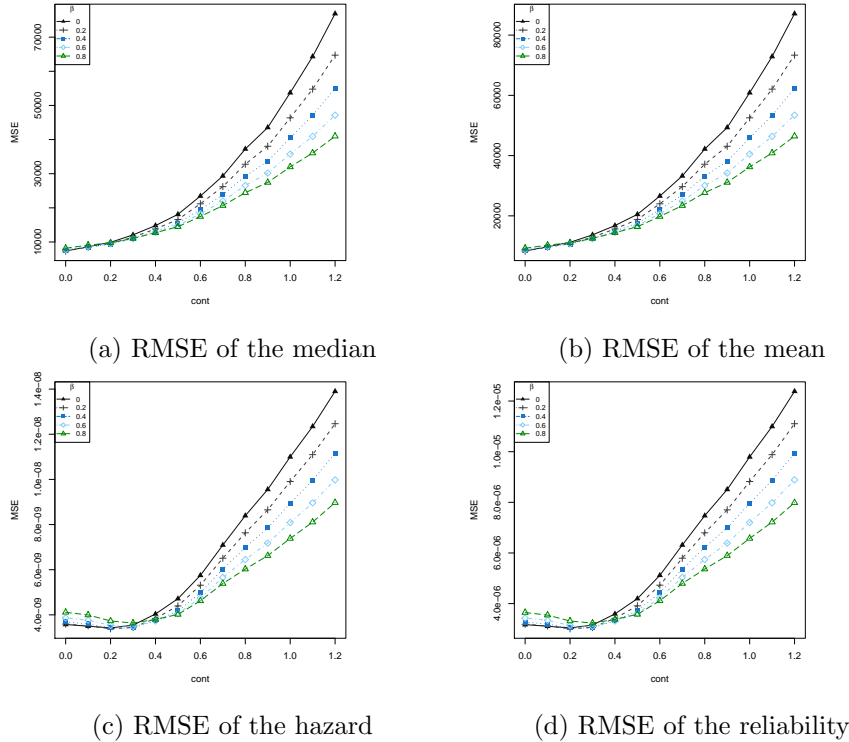 β
0
0.2
0.4
0.6
0.8
MSE
10000 30000 50000 70000
0.0 0.2 0.4 0.6 0.8 1.0 1.2
cont
(a) RMSE of the median
β
0
0.2
0.4
0.6
0.8
MSE
20000 40000 60000 80000
0.0 0.2 0.4 0.6 0.8 1.0 1.2
cont
(b) RMSE of the mean
β
0
0.2
0.4
0.6
0.8
MSE
4.0e−09 6.0e−09 8.0e−09 1.0e−08 1.2e−08 1.4e−08
0.0 0.2 0.4 0.6 0.8 1.0 1.2
cont
(c) RMSE of the hazard
β
0
0.2
0.4
0.6
0.8
MSE
4.0e−06 6.0e−06 8.0e−06 1.0e−05 1.2e−05
0.0 0.2 0.4 0.6 0.8 1.0 1.2
cont
(d) RMSE of the reliability